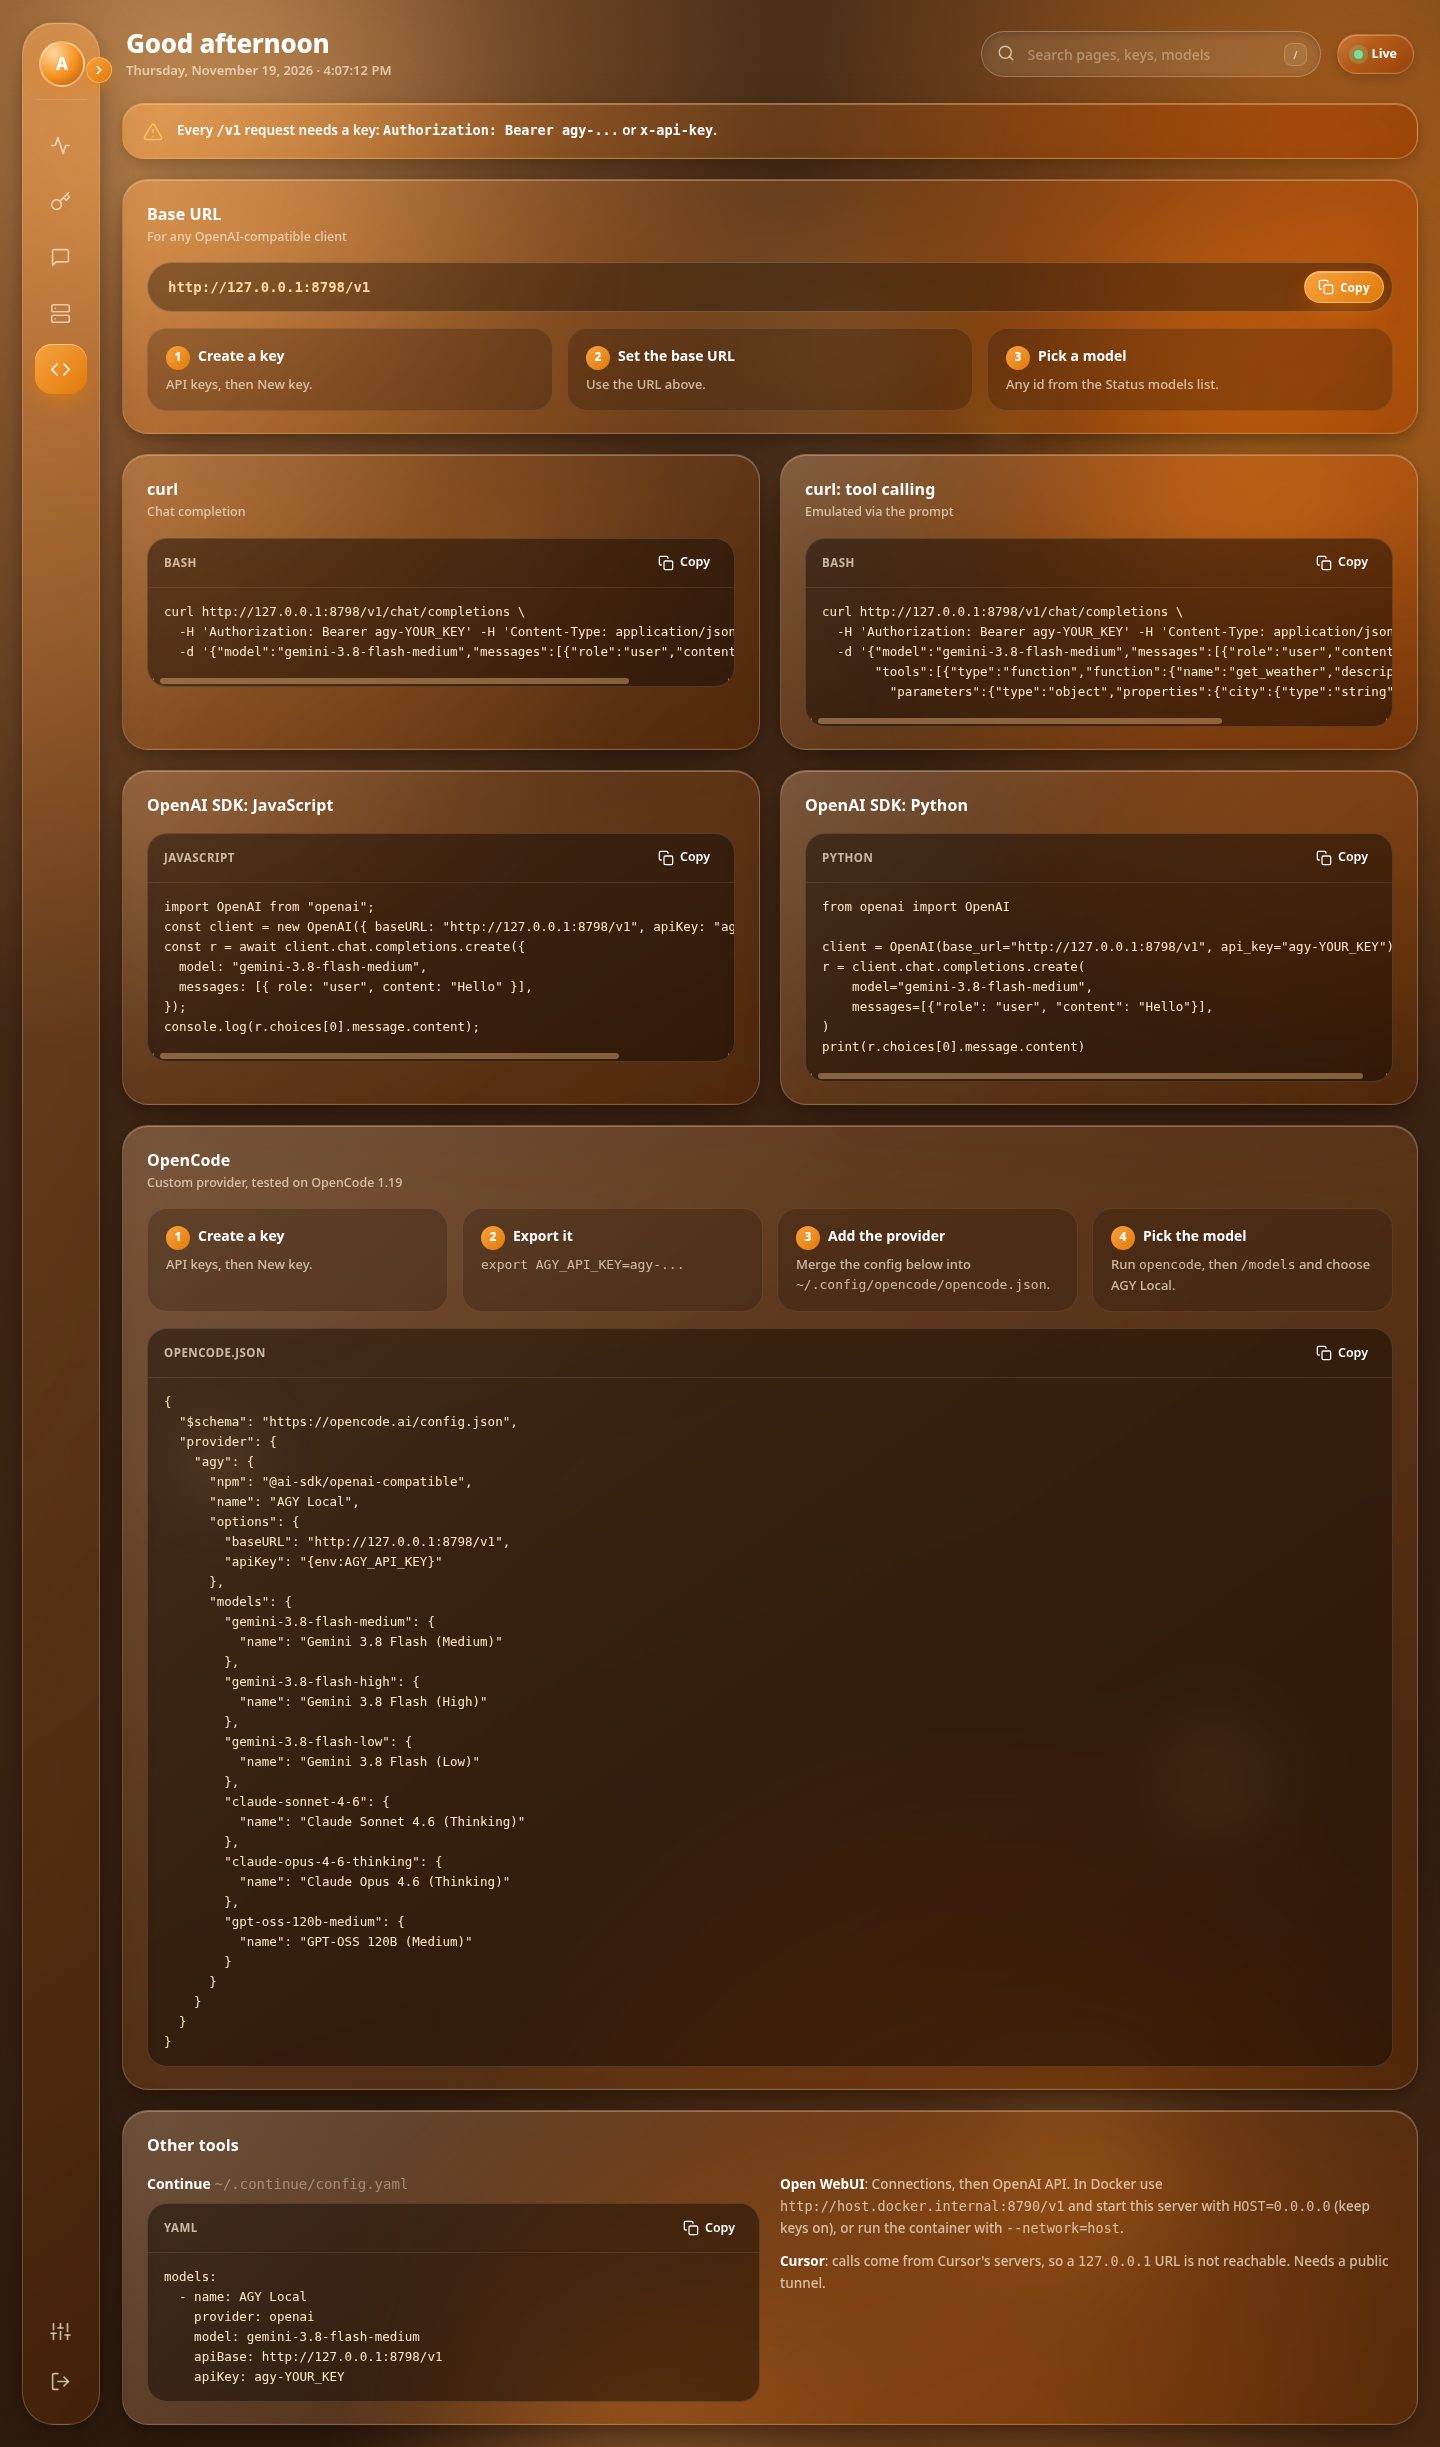 A
Good afternoon
Thursday, November 19, 2026 · 4:07:12 PM
Search pages, keys, models
/
Live
Every /v1 request needs a key: Authorization: Bearer agy-... or x-api-key.
Base URL
For any OpenAI-compatible client
http://127.0.0.1:8798/v1
Copy
1 Create a key
API keys, then New key.
2 Set the base URL
Use the URL above.
3 Pick a model
Any id from the Status models list.
curl
Chat completion
BASH
Copy
curl http://127.0.0.1:8798/v1/chat/completions \
  -H 'Authorization: Bearer agy-YOUR_KEY' -H 'Content-Type: application/json
  -d '{"model":"gemini-3.8-flash-medium","messages":[{"role":"user","content
curl: tool calling
Emulated via the prompt
BASH
Copy
curl http://127.0.0.1:8798/v1/chat/completions \
  -H 'Authorization: Bearer agy-YOUR_KEY' -H 'Content-Type: application/json
  -d '{"model":"gemini-3.8-flash-medium","messages":[{"role":"user","content
       "tools":[{"type":"function","function":{"name":"get_weather","descrip
         "parameters":{"type":"object","properties":{"city":{"type":"string"
OpenAI SDK: JavaScript
JAVASCRIPT
Copy
import OpenAI from "openai";
const client = new OpenAI({ baseURL: "http://127.0.0.1:8798/v1", apiKey: "ag
const r = await client.chat.completions.create({
  model: "gemini-3.8-flash-medium",
  messages: [{ role: "user", content: "Hello" }],
});
console.log(r.choices[0].message.content);
OpenAI SDK: Python
PYTHON
Copy
from openai import OpenAI
client = OpenAI(base_url="http://127.0.0.1:8798/v1", api_key="agy-YOUR_KEY")
r = client.chat.completions.create(
    model="gemini-3.8-flash-medium",
    messages=[{"role": "user", "content": "Hello"}],
)
print(r.choices[0].message.content)
OpenCode
Custom provider, tested on OpenCode 1.19
1 Create a key
API keys, then New key.
2 Export it
export AGY_API_KEY=agy-...
3 Add the provider
Merge the config below into
~/.config/opencode/opencode.json.
4 Pick the model
Run opencode, then /models and choose
AGY Local.
OPENCODE.JSON
Copy
{
  "$schema": "https://opencode.ai/config.json",
  "provider": {
    "agy": {
      "npm": "@ai-sdk/openai-compatible",
      "name": "AGY Local",
      "options": {
        "baseURL": "http://127.0.0.1:8798/v1",
        "apiKey": "{env:AGY_API_KEY}"
      },
      "models": {
        "gemini-3.8-flash-medium": {
          "name": "Gemini 3.8 Flash (Medium)"
        },
        "gemini-3.8-flash-high": {
          "name": "Gemini 3.8 Flash (High)"
        },
        "gemini-3.8-flash-low": {
          "name": "Gemini 3.8 Flash (Low)"
        },
        "claude-sonnet-4-6": {
          "name": "Claude Sonnet 4.6 (Thinking)"
        },
        "claude-opus-4-6-thinking": {
          "name": "Claude Opus 4.6 (Thinking)"
        },
        "gpt-oss-120b-medium": {
          "name": "GPT-OSS 120B (Medium)"
        }
      }
    }
  }
}
Other tools
Continue ~/.continue/config.yaml
YAML
Copy
models:
  - name: AGY Local
    provider: openai
    model: gemini-3.8-flash-medium
    apiBase: http://127.0.0.1:8798/v1
    apiKey: agy-YOUR_KEY
Open WebUI: Connections, then OpenAI API. In Docker use
http://host.docker.internal:8790/v1 and start this server with HOST=0.0.0.0 (keep
keys on), or run the container with --network=host.
Cursor: calls come from Cursor's servers, so a 127.0.0.1 URL is not reachable. Needs a public
tunnel.